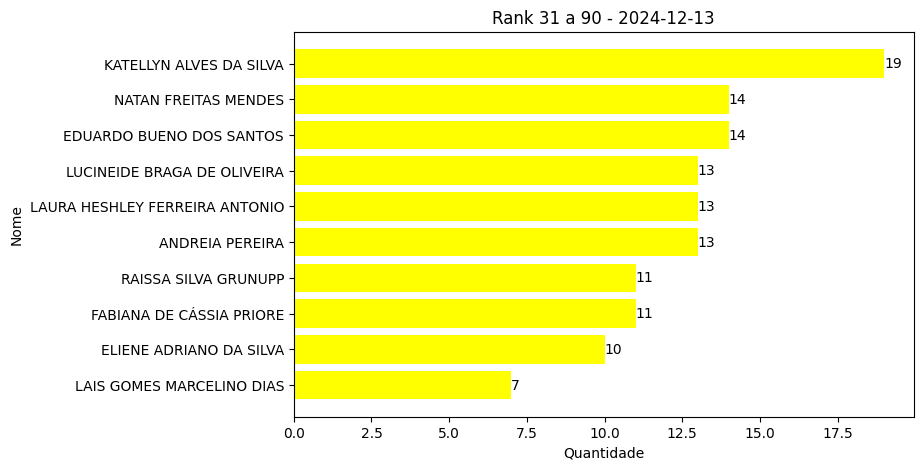 Rank 31 a 90 - 2024-12-13
KATELLYN ALVES DA SILVA 19
NATAN FREITAS MENDES 14
EDUARDO BUENO DOS SANTOS 14
LUCINEIDE BRAGA DE OLIVEIRA 13
LAURA HESHLEY FERREIRA ANTONIO 13
ANDREIA PEREIRA 13
RAISSA SILVA GRUNUPP 11
FABIANA DE CÁSSIA PRIORE 11
ELIENE ADRIANO DA SILVA 10
LAIS GOMES MARCELINO DIAS 7
Nome
0.0 2.5 5.0 7.5 10.0 12.5 15.0 17.5
Quantidade